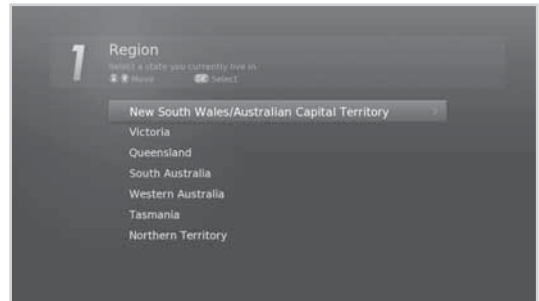 1
Region
Select a state you currently live in.
Move OK Select
New South Wales/Australian Capital Territory
Victoria
Queensland
South Australia
Western Australia
Tasmania
Northern Territory